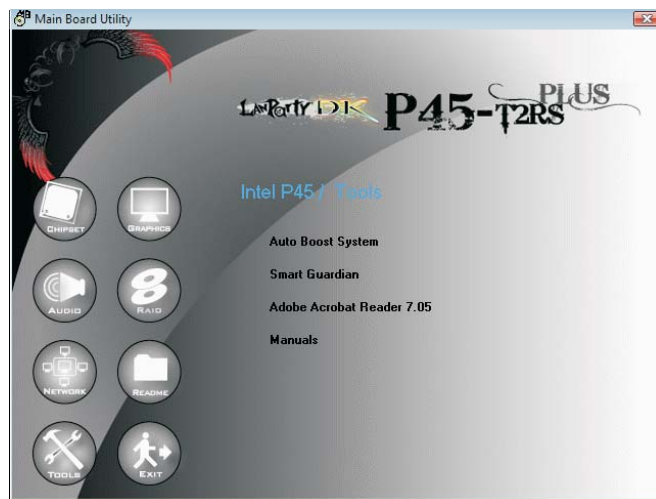 Main Board Utility
LanParty DK P45-T2RS PLUS
Intel P45 / Tools
Auto Boost System
Smart Guardian
Adobe Acrobat Reader 7.05
Manuals
CHIPSET
GRAPHICS
AUDIO
RAID
NETWORK
README
TOOLS
EXIT